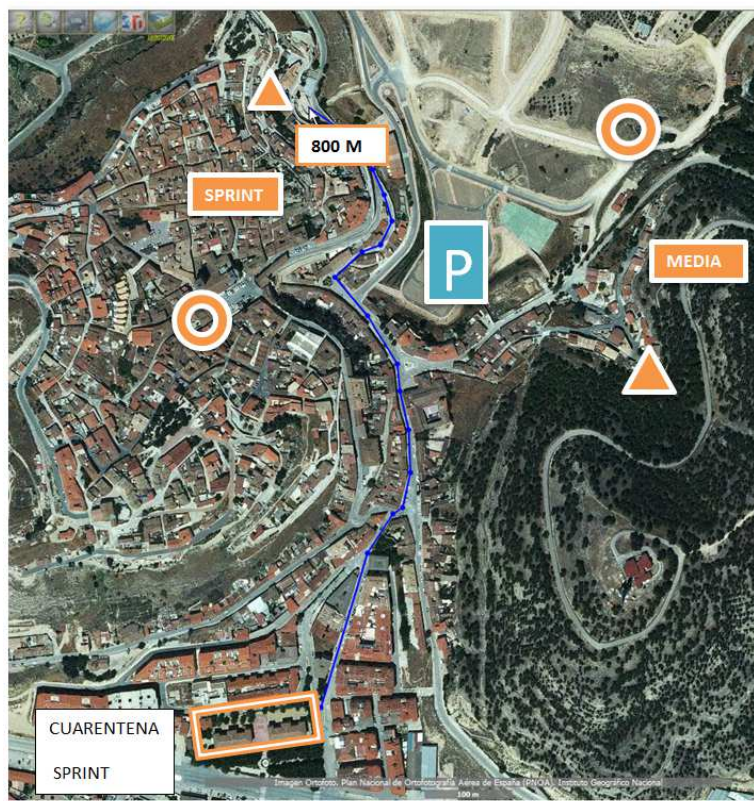 800 M
SPRINT
P
MEDIA
CUARENTENA
SPRINT
Imagen Ortofoto. Plan Nacional de Ortofotografía Aérea de España (PNOA). Instituto Geográfico Nacional
100 m